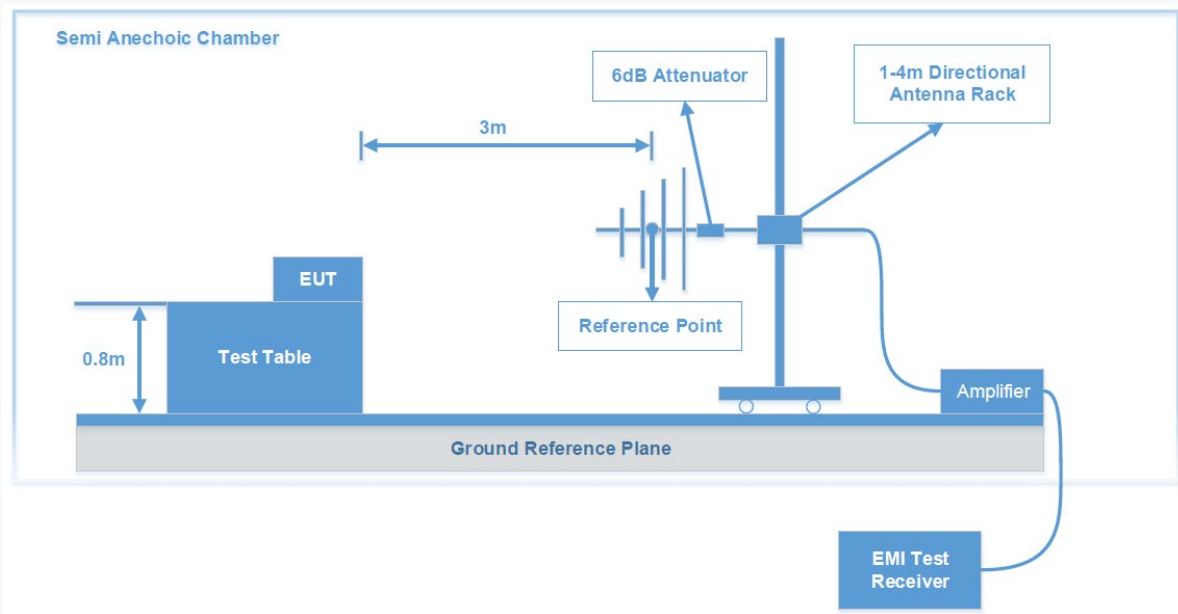 Semi Anechoic Chamber
6dB Attenuator
1-4m Directional
Antenna Rack
3m
EUT
Reference Point
0.8m
Test Table
Amplifier
Ground Reference Plane
EMI Test
Receiver